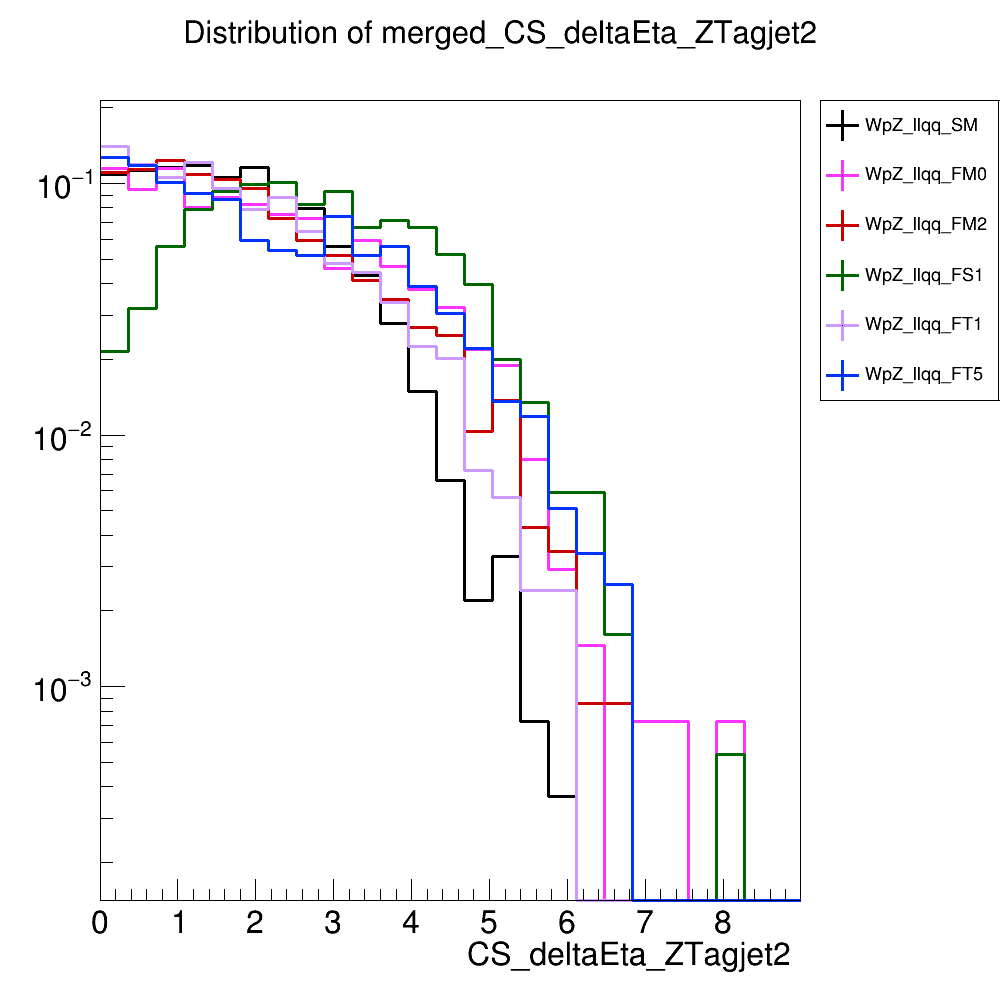 Distribution of merged_CS_deltaEta_ZTagjet2
WpZ_llqq_SM
WpZ_llqq_FM0
WpZ_llqq_FM2
WpZ_llqq_FS1
WpZ_llqq_FT1
WpZ_llqq_FT5
10−1
10−2
10−3
0 1 2 3 4 5 6 7 8
CS_deltaEta_ZTagjet2